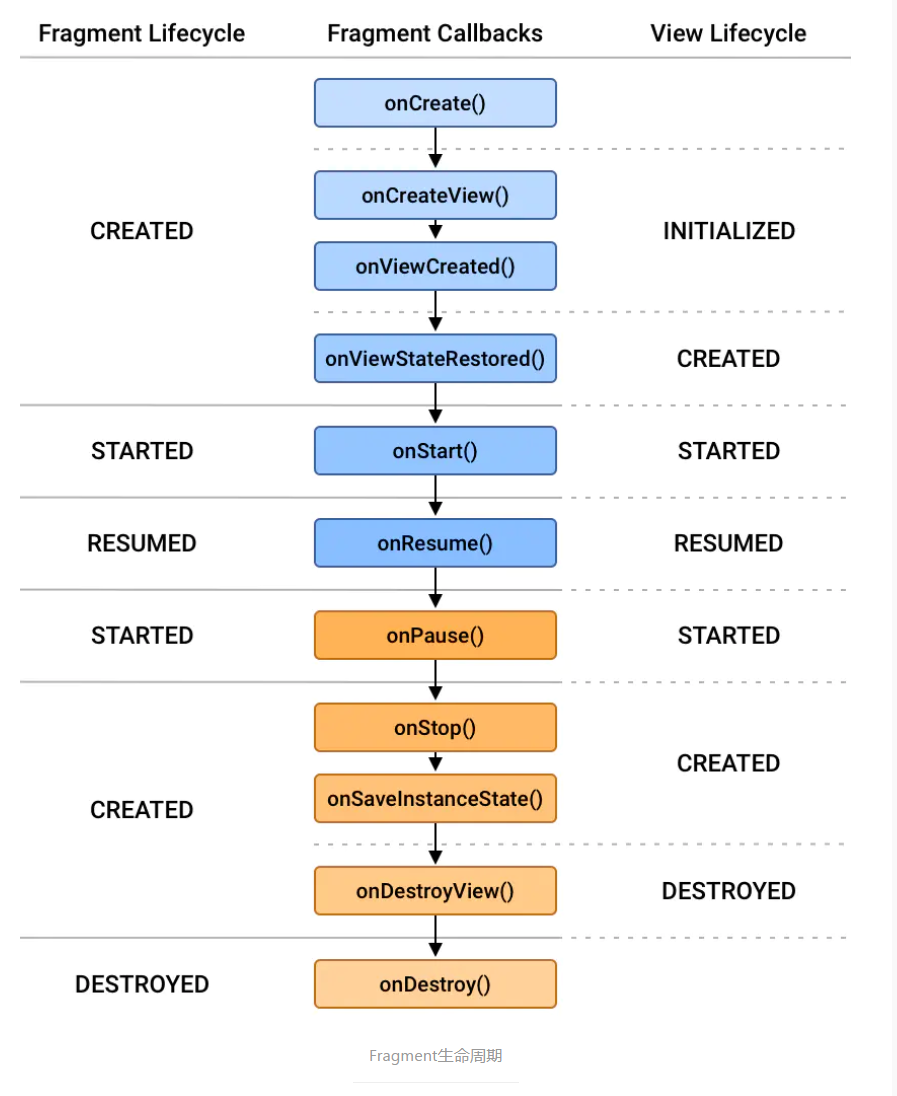 Fragment Lifecycle Fragment Callbacks View Lifecycle
onCreate()
onCreateView()
CREATED INITIALIZED
onViewCreated()
onViewStateRestored() CREATED
STARTED onStart() STARTED
RESUMED onResume() RESUMED
STARTED onPause() STARTED
onStop()
CREATED
onSaveInstanceState()
CREATED
onDestroyView() DESTROYED
DESTROYED onDestroy()
Fragment生命周期